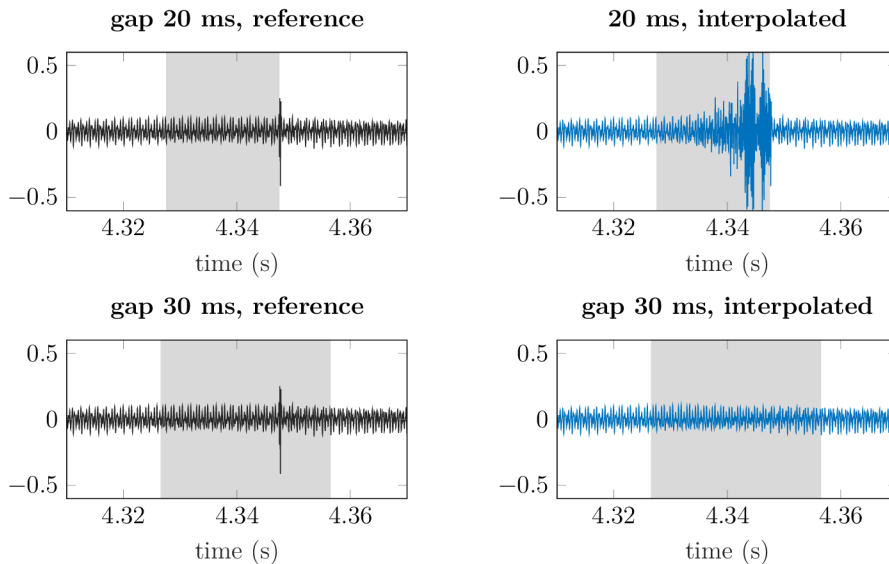 gap 20 ms, reference
20 ms, interpolated
0.5
0
−0.5
4.32 4.34 4.36
time (s)
0.5
0
−0.5
4.32 4.34 4.36
time (s)
gap 30 ms, reference
gap 30 ms, interpolated
0.5
0
−0.5
4.32 4.34 4.36
time (s)
0.5
0
−0.5
4.32 4.34 4.36
time (s)